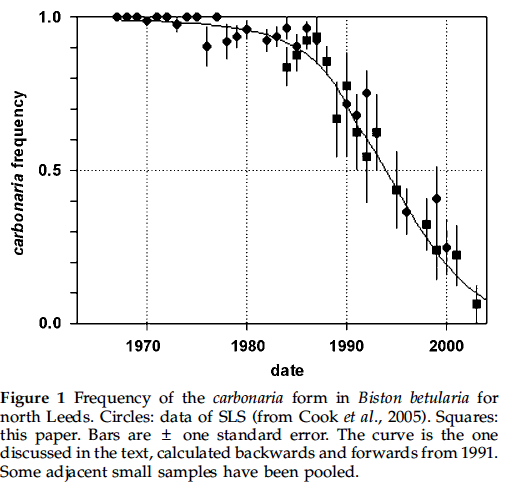 1.0
0.5
0.0
carbonaria frequency
1970
1980
1990
2000
date
Figure 1 Frequency of the carbonaria form in Biston betularia for
north Leeds. Circles: data of SLS (from Cook et al., 2005). Squares:
this paper. Bars are ± one standard error. The curve is the one
discussed in the text, calculated backwards and forwards from 1991.
Some adjacent small samples have been pooled.